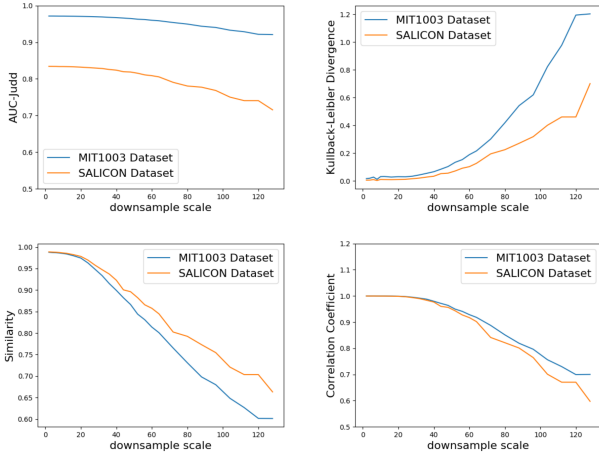 1.0
0.9
0.8
0.7
0.6
0.5
AUC-Judd
MIT1003 Dataset
SALICON Dataset
0 20 40 60 80 100 120
downsample scale
1.2
1.0
0.8
0.6
0.4
0.2
0.0
Kullback-Leibler Divergence
MIT1003 Dataset
SALICON Dataset
0 20 40 60 80 100 120
downsample scale
1.00
0.95
0.90
0.85
0.80
0.75
0.70
0.65
0.60
Similarity
MIT1003 Dataset
SALICON Dataset
0 20 40 60 80 100 120
downsample scale
1.2
1.1
1.0
0.9
0.8
0.7
0.6
0.5
Correlation Coefficient
MIT1003 Dataset
SALICON Dataset
0 20 40 60 80 100 120
downsample scale